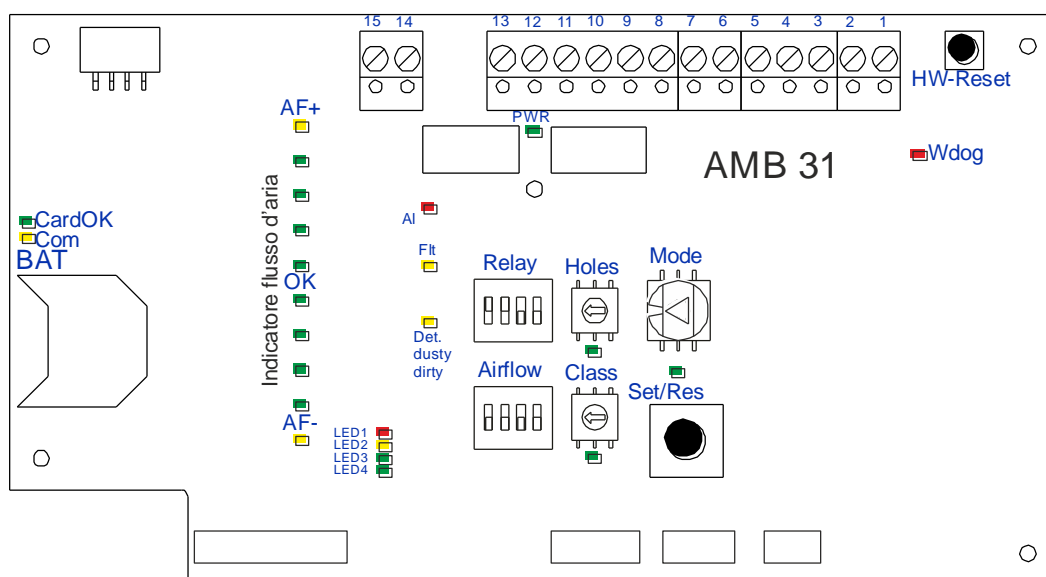 15 14 13 12 11 10 9 8 7 6 5 4 3 2 1
HW-Reset
AF+
PWR
AMB 31
Wdog
Indicatore flusso d'aria
Al
CardOK
Com
BAT
Flt
OK
Relay
Holes
Mode
Det.
dusty
dirty
Airflow
Class
Set/Res
AF-
LED1
LED2
LED3
LED4